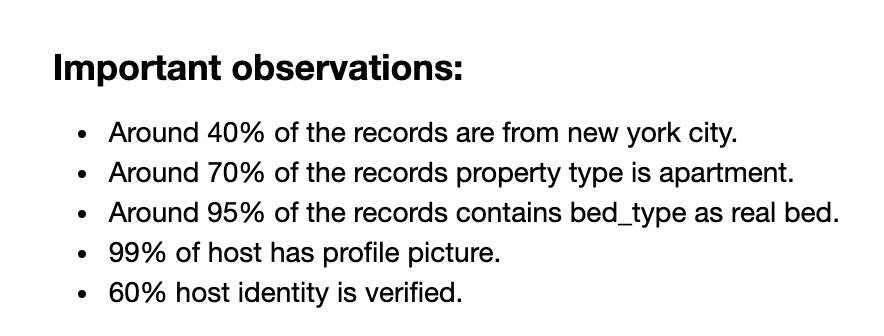 Important observations:
• Around 40% of the records are from new york city.
• Around 70% of the records property type is apartment.
• Around 95% of the records contains bed_type as real bed.
• 99% of host has profile picture.
• 60% host identity is verified.